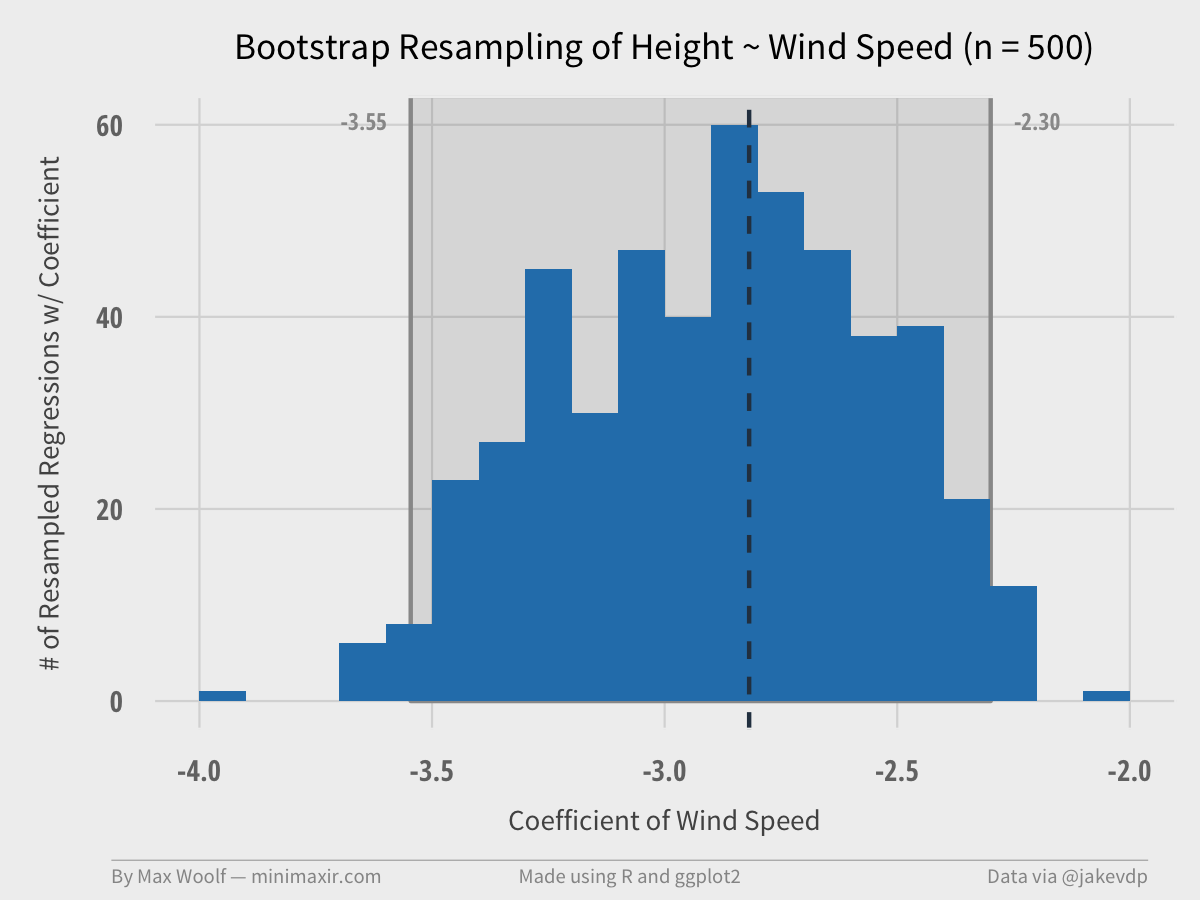 Bootstrap Resampling of Height ~ Wind Speed (n = 500)
-3.55
-2.30
60
40
20
0
# of Resampled Regressions w/ Coefficient
-4.0
-3.5
-3.0
-2.5
-2.0
Coefficient of Wind Speed
By Max Woolf — minimaxir.com
Made using R and ggplot2
Data via @jakevdp